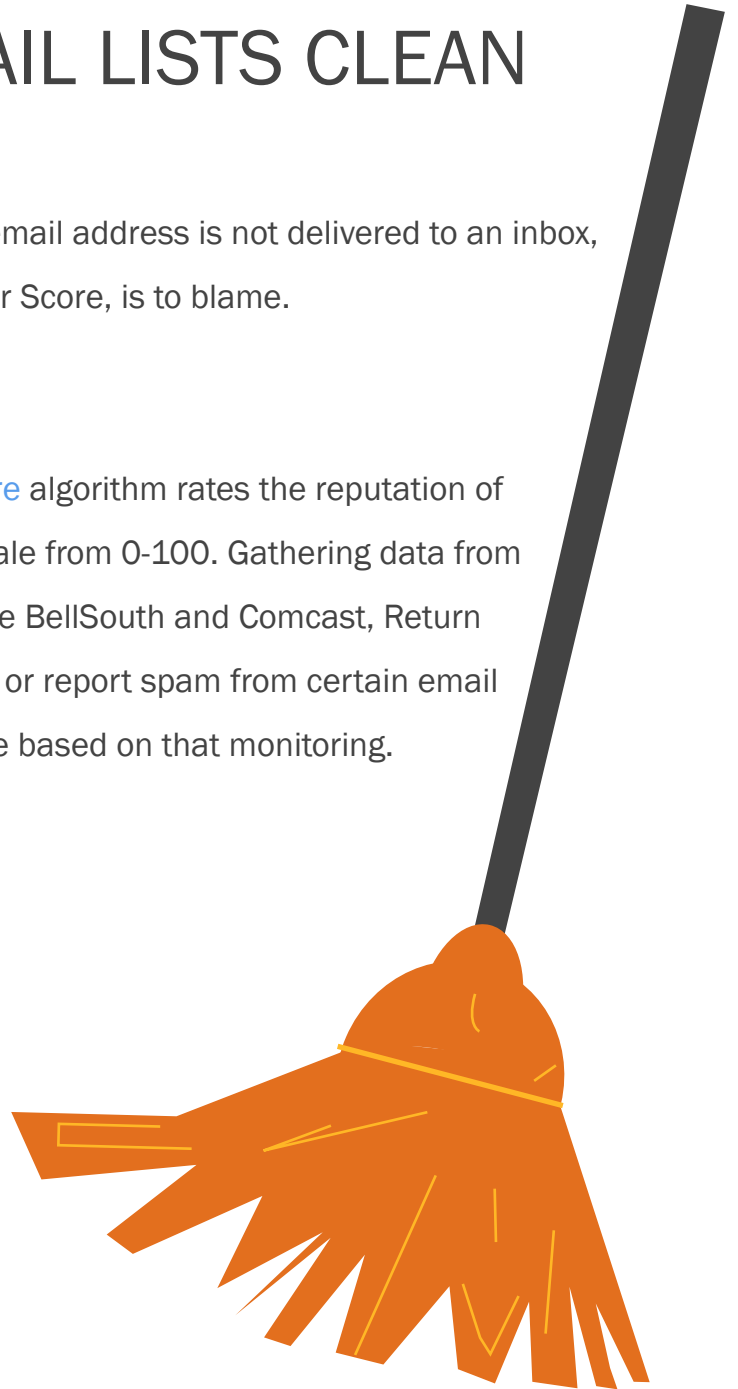 AIL LISTS CLEAN
email address is not delivered to an inbox,
r Score, is to blame.
re algorithm rates the reputation of
ale from 0-100. Gathering data from
e BellSouth and Comcast, Return
or report spam from certain email
e based on that monitoring.